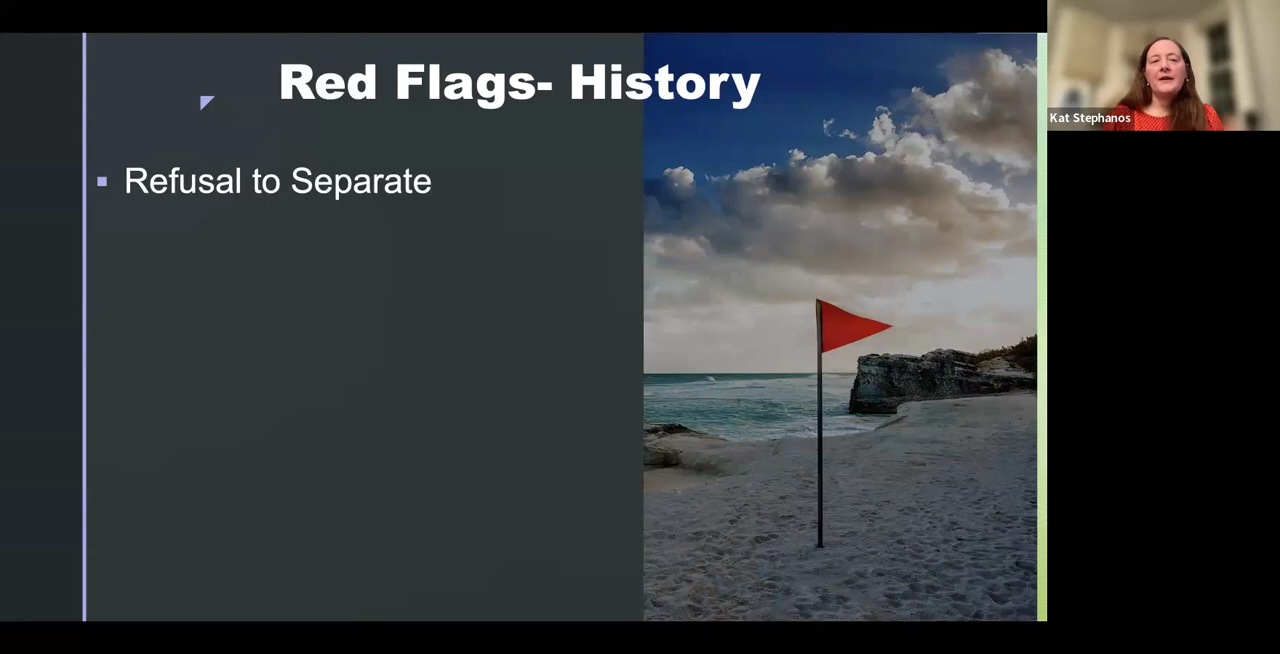 Red Flags- History
Refusal to Separate
Kat Stephanos